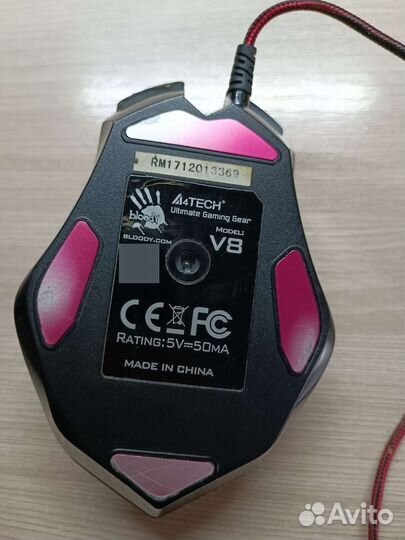 RM1712013369
bloody
A4TECH®
Ultimate Gaming Gear
BLOODY.COM
MODEL:
V8
CE FC
RATING: 5V⎓50MA
MADE IN CHINA
Avito